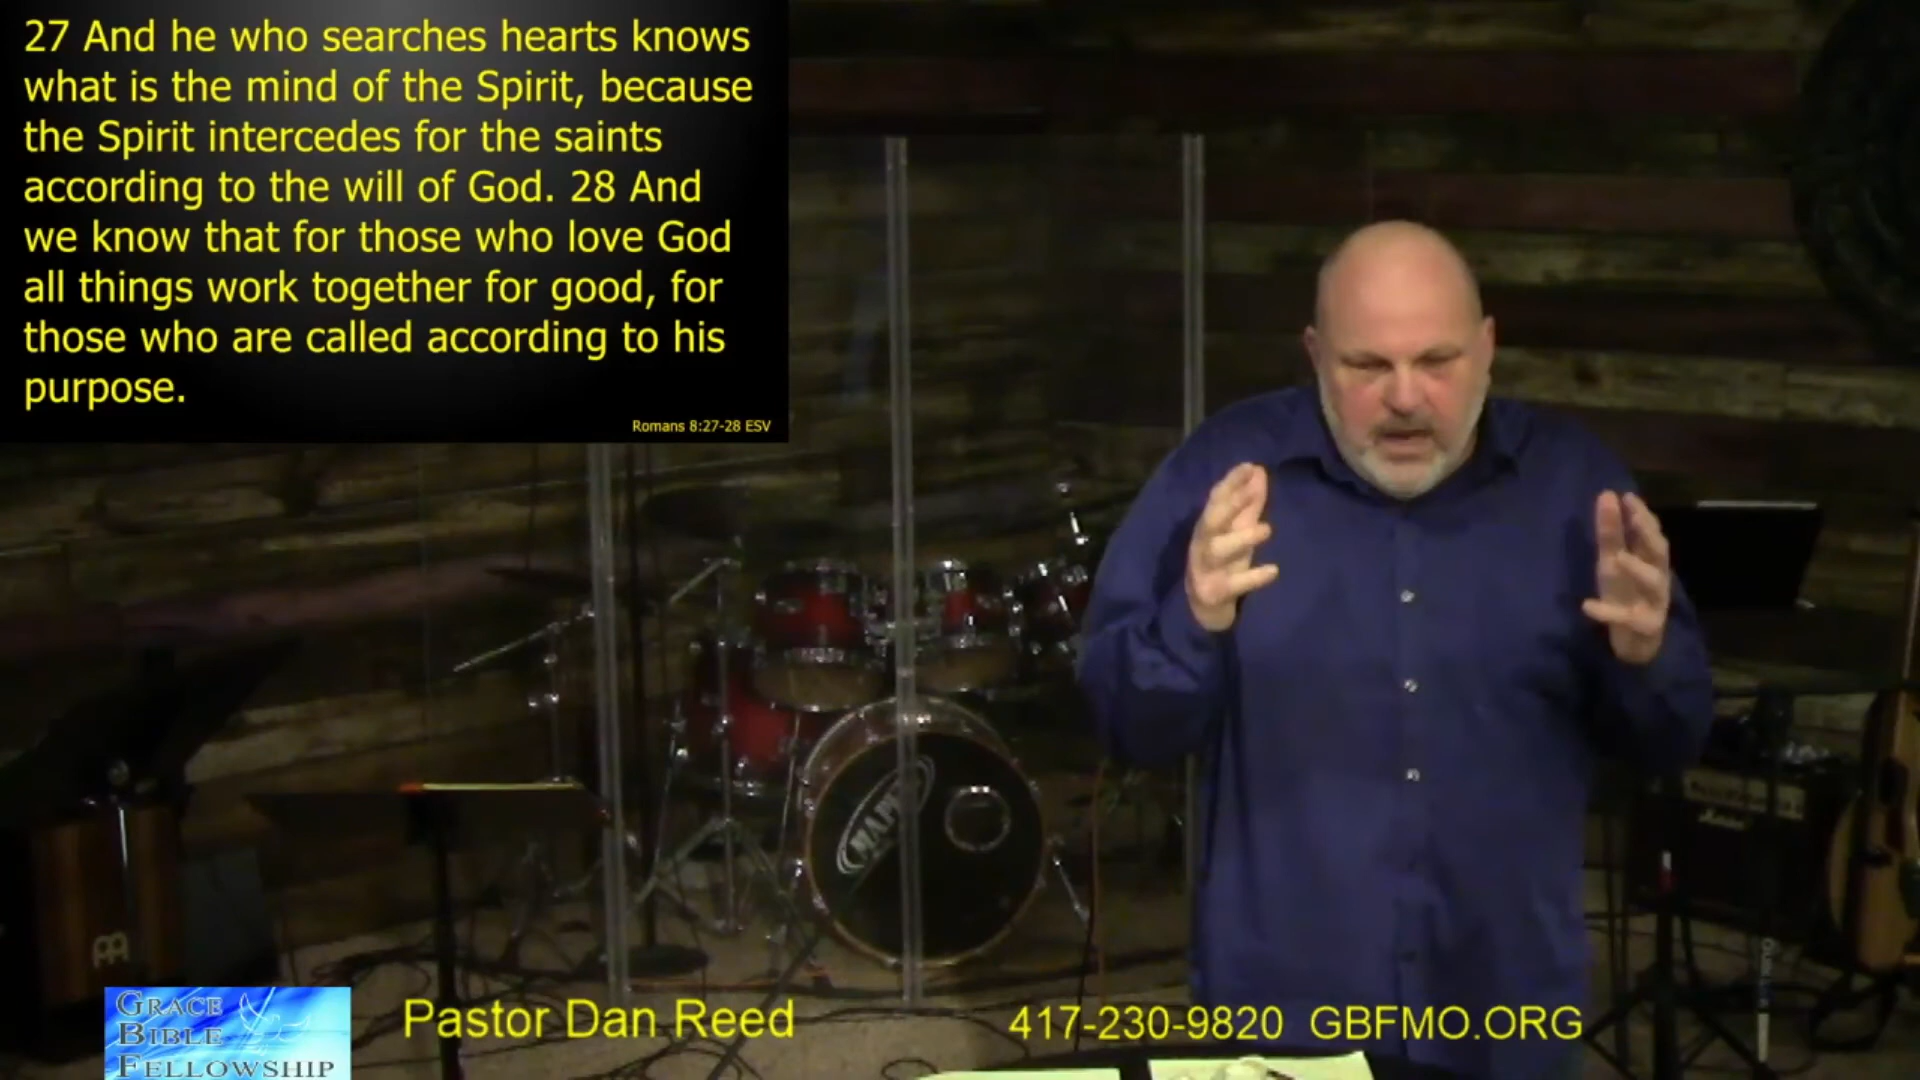 27 And he who searches hearts knows
what is the mind of the Spirit, because
the Spirit intercedes for the saints
according to the will of God. 28 And
we know that for those who love God
all things work together for good, for
those who are called according to his
purpose.
Romans 8:27-28 ESV
MAPEX
Marshall
GRACE
BIBLE
FELLOWSHIP
Pastor Dan Reed
417-230-9820 GBFMO.ORG